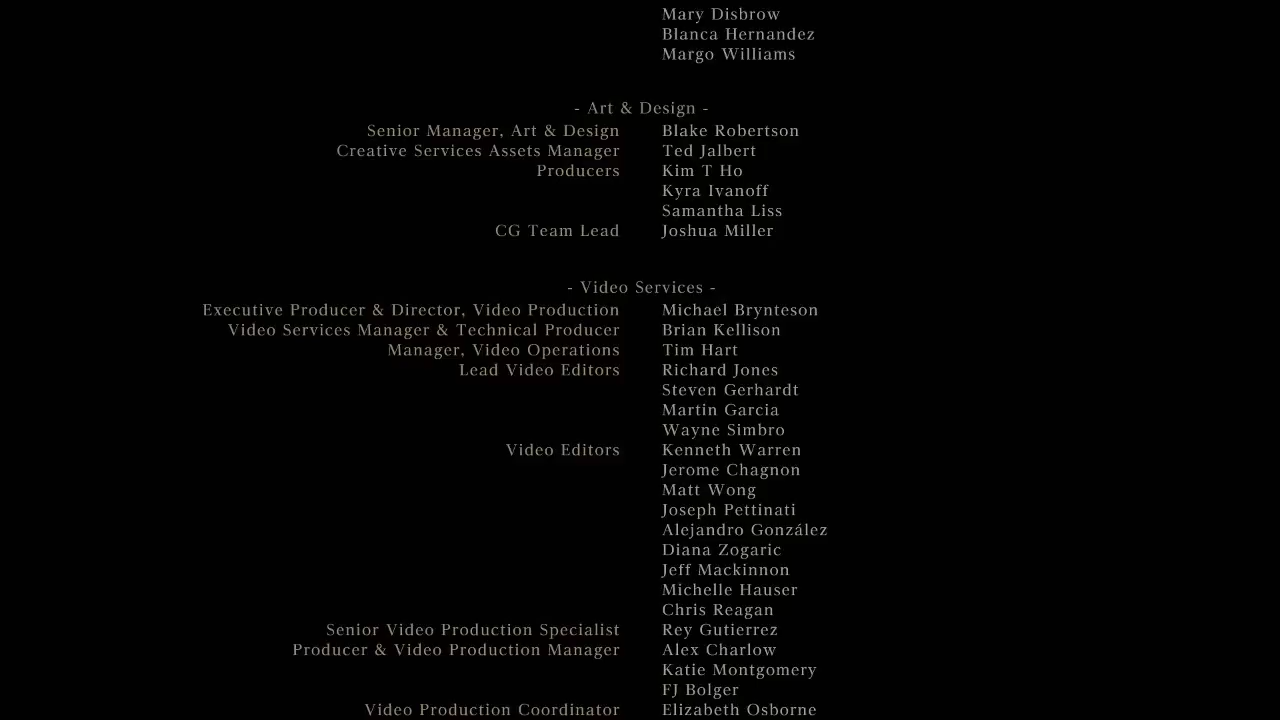 Mary Disbrow
Blanca Hernandez
Margo Williams
- Art & Design -
Senior Manager, Art & Design Blake Robertson
Creative Services Assets Manager Ted Jalbert
Producers Kim T Ho
Kyra Ivanoff
Samantha Liss
CG Team Lead Joshua Miller
- Video Services -
Executive Producer & Director, Video Production Michael Brynteson
Video Services Manager & Technical Producer Brian Kellison
Manager, Video Operations Tim Hart
Lead Video Editors Richard Jones
Steven Gerhardt
Martin Garcia
Wayne Simbro
Video Editors Kenneth Warren
Jerome Chagnon
Matt Wong
Joseph Pettinati
Alejandro González
Diana Zogaric
Jeff Mackinnon
Michelle Hauser
Chris Reagan
Senior Video Production Specialist Rey Gutierrez
Producer & Video Production Manager Alex Charlow
Katie Montgomery
FJ Bolger
Video Production Coordinator Elizabeth Osborne